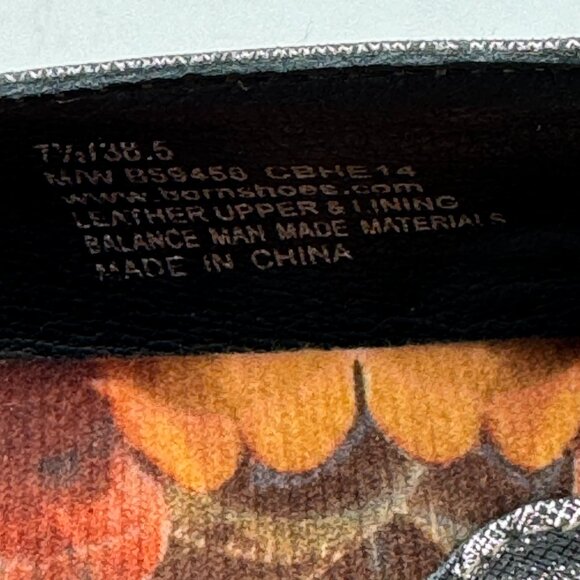 7½/38.5
M/W B59450 CBHE14
www.bornshoes.com
LEATHER UPPER & LINING
BALANCE MAN MADE MATERIALS
MADE IN CHINA